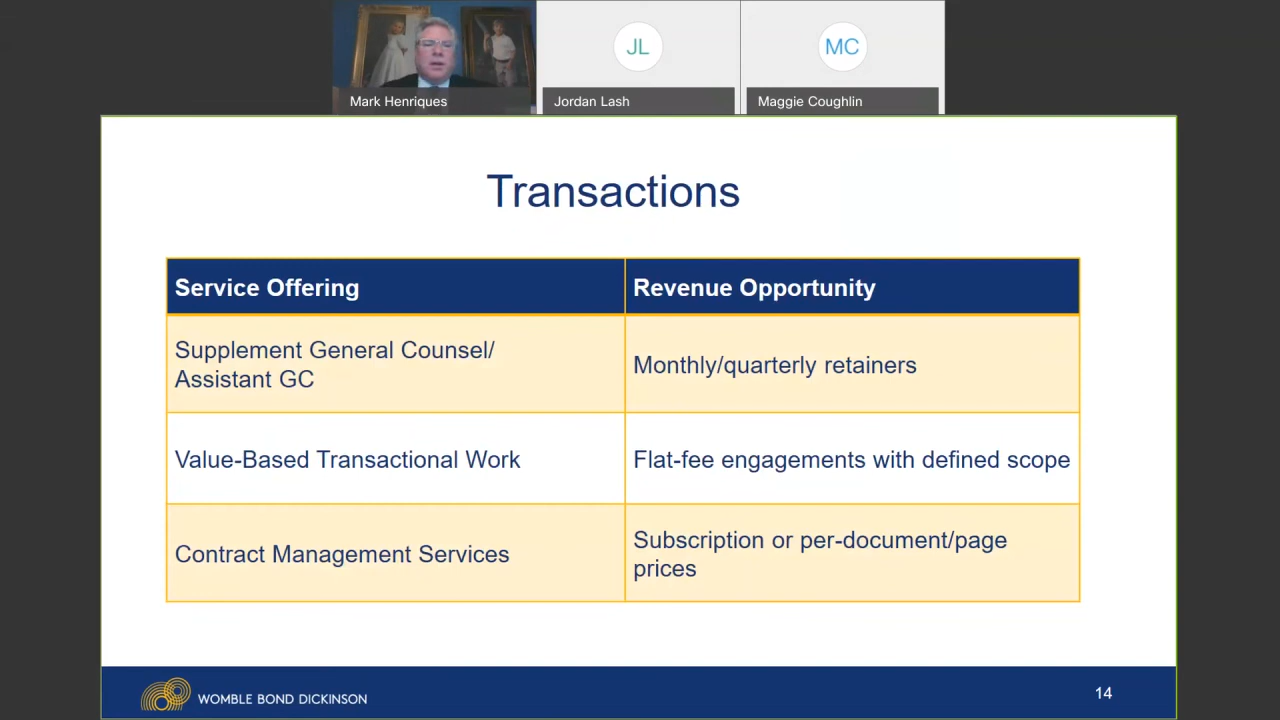 JL
MC
Mark Henriques
Jordan Lash
Maggie Coughlin
Transactions
Service Offering
Revenue Opportunity
Supplement General Counsel/
Assistant GC
Monthly/quarterly retainers
Value-Based Transactional Work
Flat-fee engagements with defined scope
Contract Management Services
Subscription or per-document/page
prices
WOMBLE BOND DICKINSON
14